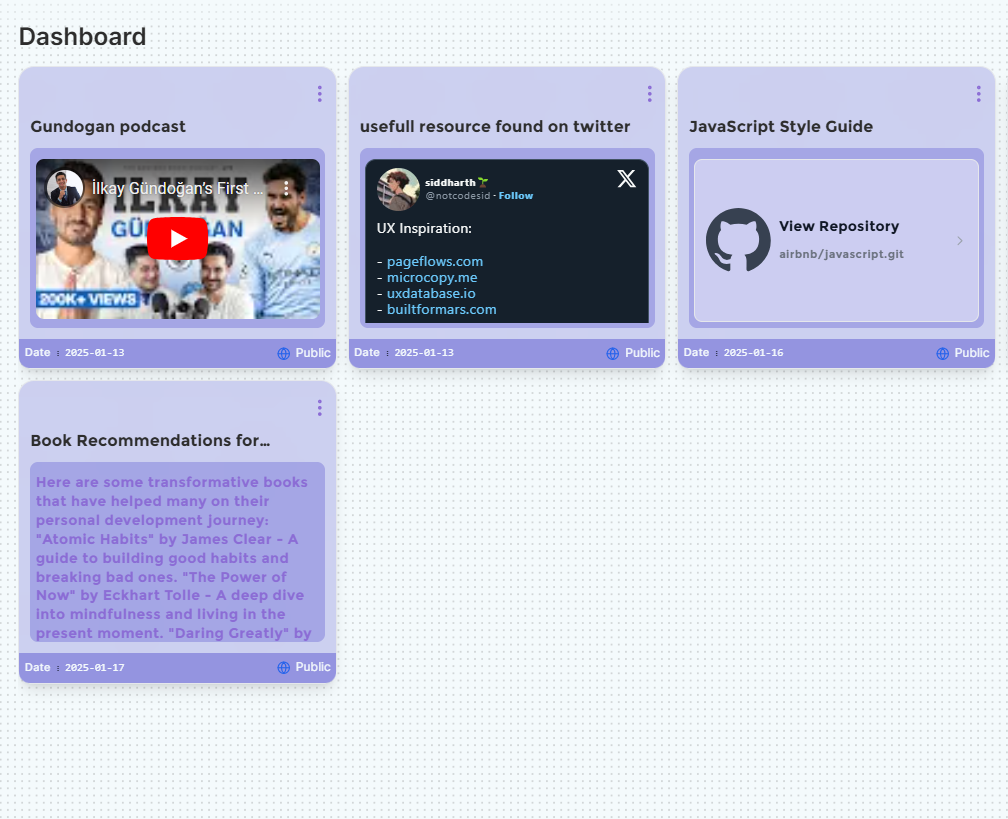 Dashboard
Gundogan podcast
İlkay Gündoğan's First ...
ILKAY
GÜNDOGAN
200K+ VIEWS
Date : 2025-01-13
Public
usefull resource found on twitter
siddharth
@notcodesid · Follow
UX Inspiration:
- pageflows.com
- microcopy.me
- uxdatabase.io
- builtformars.com
Date : 2025-01-13
Public
JavaScript Style Guide
View Repository
airbnb/javascript.git
Date : 2025-01-16
Public
Book Recommendations for...
Here are some transformative books
that have helped many on their
personal development journey:
"Atomic Habits" by James Clear - A
guide to building good habits and
breaking bad ones. "The Power of
Now" by Eckhart Tolle - A deep dive
into mindfulness and living in the
present moment. "Daring Greatly" by
Date : 2025-01-17
Public